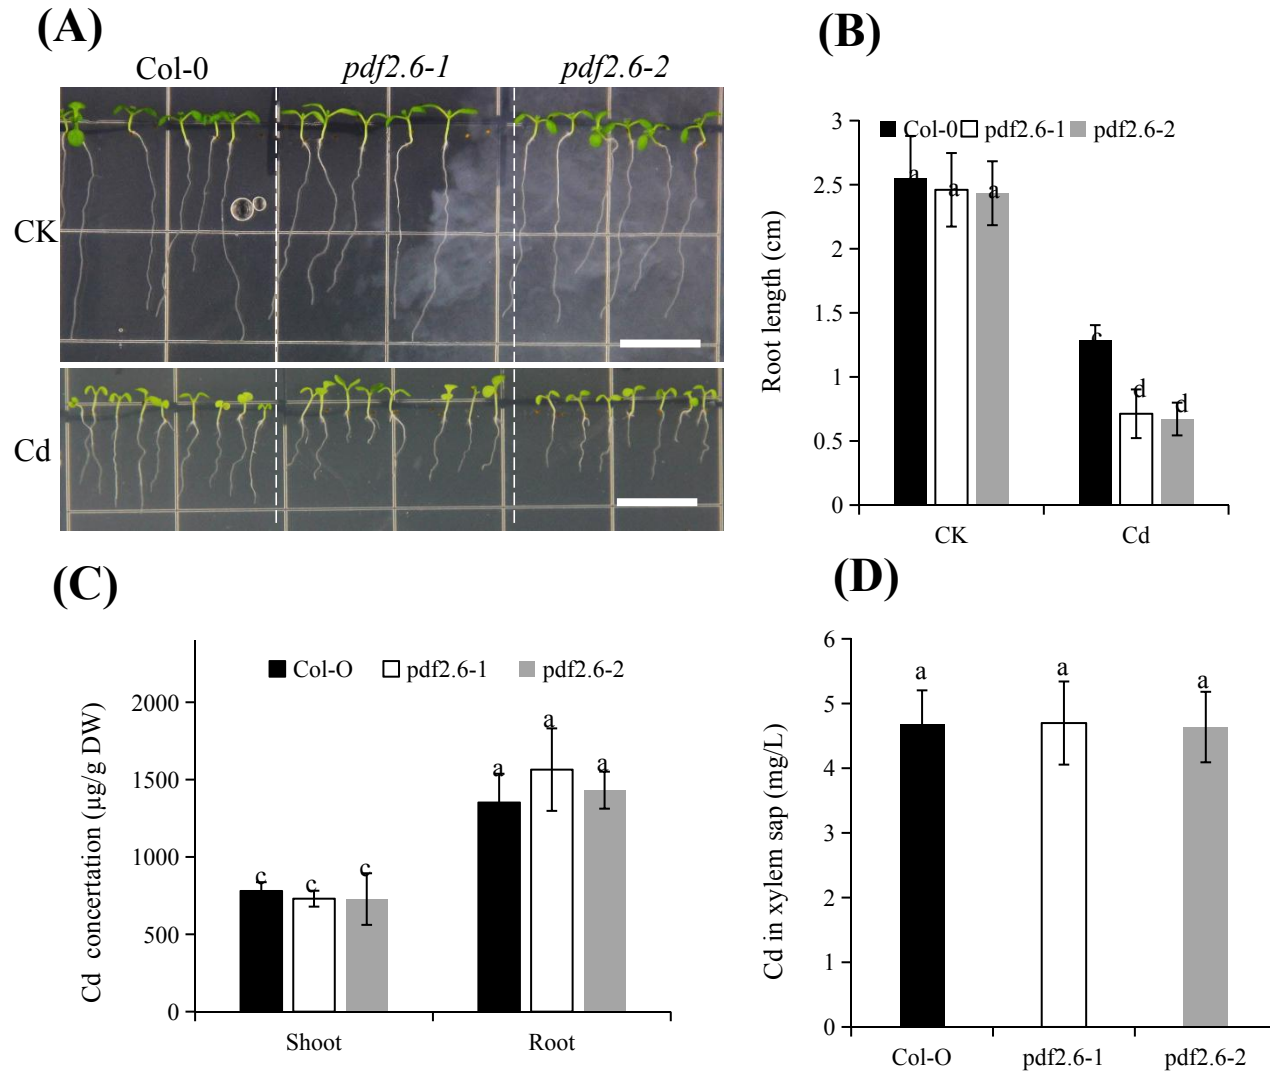 (A)
Col-0 pdf2.6-1 pdf2.6-2
CK
Cd
(B)
Root length (cm)
3
2.5
2
1.5
1
0.5
0
Col-0 pdf2.6-1 pdf2.6-2
a a a
c d d
CK Cd
(C)
Cd concertation (µg/g DW)
2000
1500
1000
500
0
Col-O pdf2.6-1 pdf2.6-2
c c c
a a a
Shoot Root
(D)
Cd in xylem sap (mg/L)
6
5
4
3
2
1
0
a a a
Col-O pdf2.6-1 pdf2.6-2